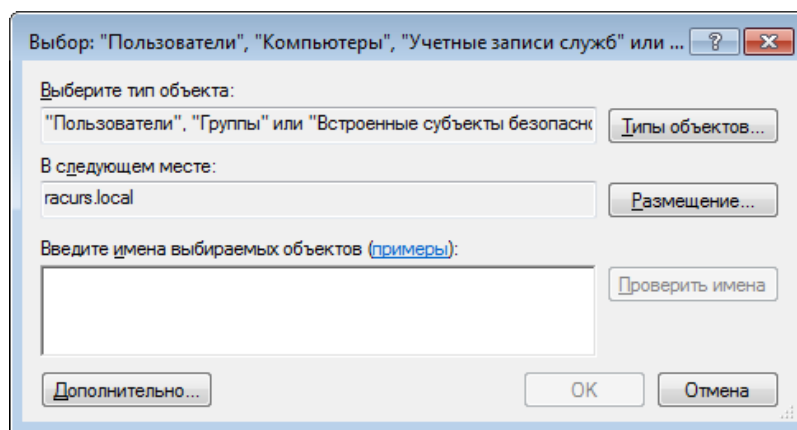 Выбор: "Пользователи", "Компьютеры", "Учетные записи служб" или ...
Выберите тип объекта:
"Пользователи", "Группы" или "Встроенные субъекты безопасно
Типы объектов...
В следующем месте:
racurs.local
Размещение...
Введите имена выбираемых объектов (примеры):
Проверить имена
Дополнительно...
OK
Отмена